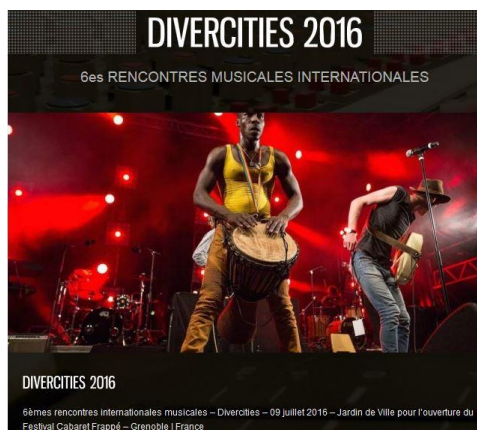 DIVERCITIES 2016
6es RENCONTRES MUSICALES INTERNATIONALES
DIVERCITIES 2016
6èmes rencontres internationales musicales – Divercities – 09 juillet 2016 – Jardin de Ville pour l'ouverture du
Festival Cabaret Frappé – Grenoble | France